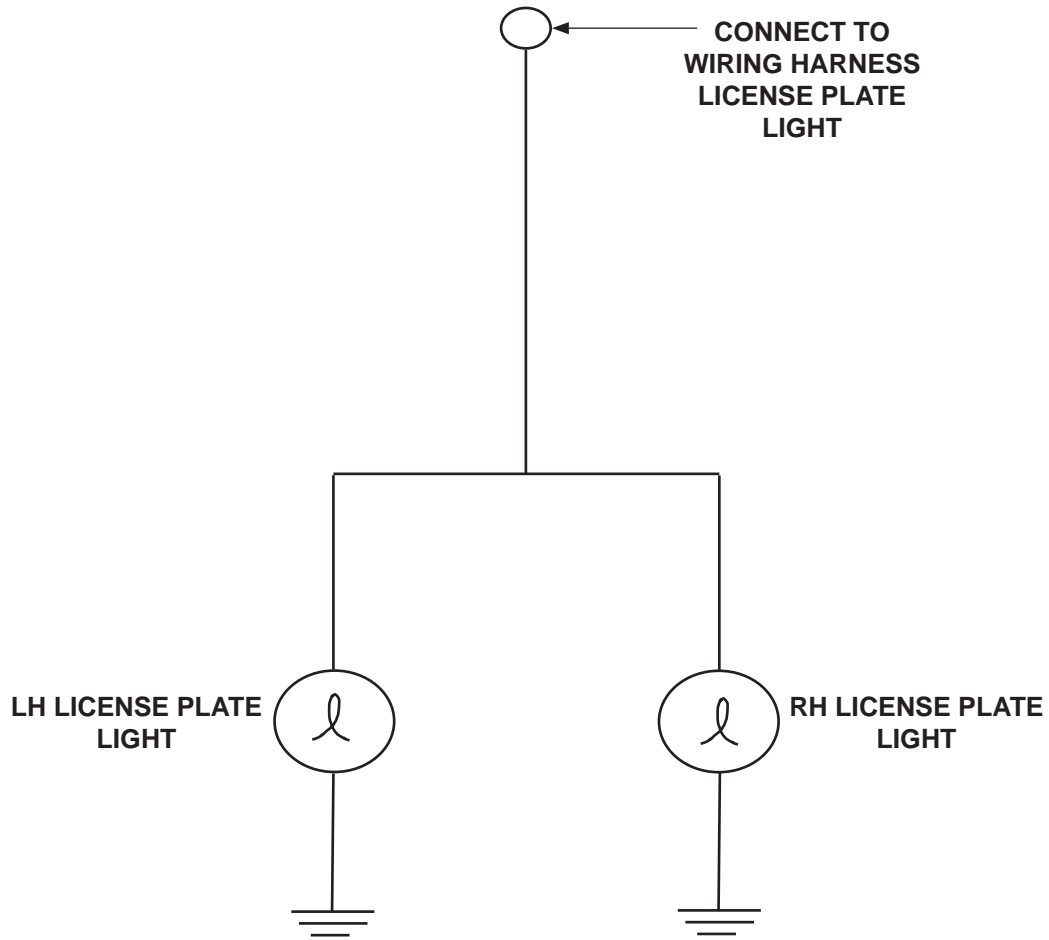 CONNECT TO
WIRING HARNESS
LICENSE PLATE
LIGHT
LH LICENSE PLATE
LIGHT
RH LICENSE PLATE
LIGHT